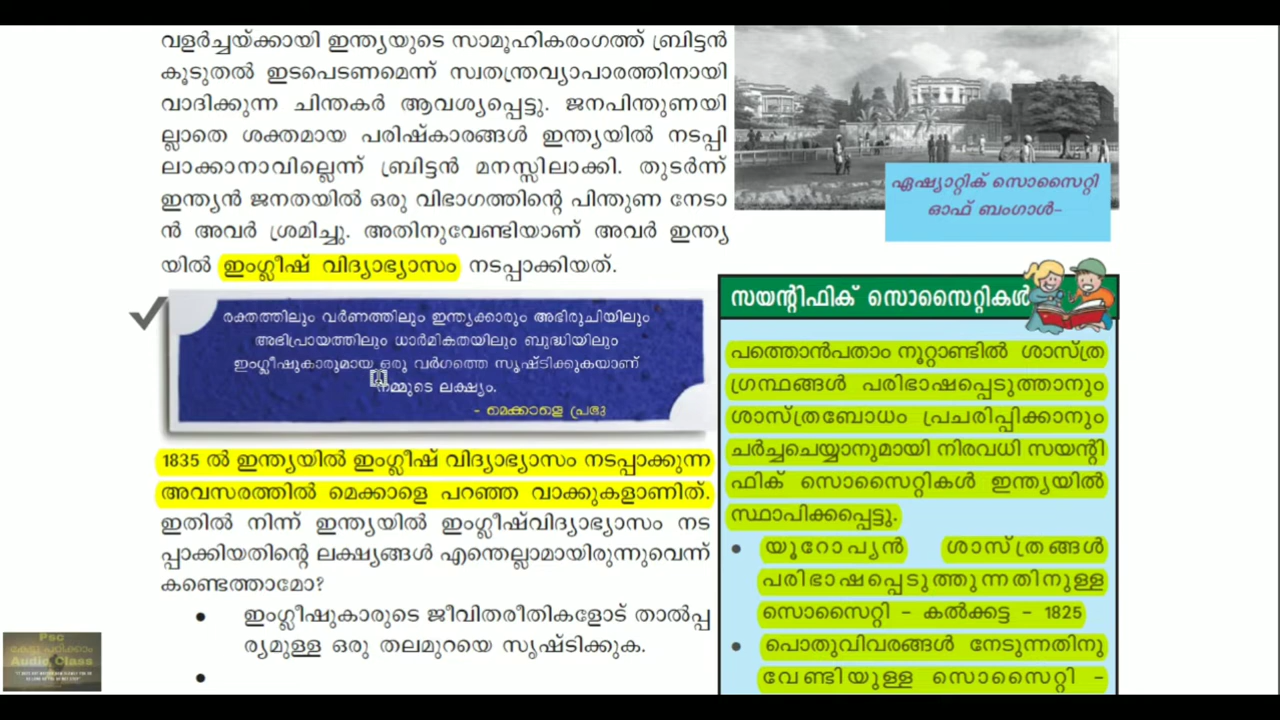 വളർച്ചയ്ക്കായി ഇന്ത്യയുടെ സാമൂഹികരംഗത്ത് ബ്രിട്ടൻ
കൂടുതൽ ഇടപെടണമെന്ന് സ്വതന്ത്രവ്യാപാരത്തിനായി
വാദിക്കുന്ന ചിന്തകർ ആവശ്യപ്പെട്ടു. ജനപിന്തുണയി
ല്ലാതെ ശക്തമായ പരിഷ്കാരങ്ങൾ ഇന്ത്യയിൽ നടപ്പി
ലാക്കാനാവില്ലെന്ന് ബ്രിട്ടൻ മനസ്സിലാക്കി. തുടർന്ന്
ഇന്ത്യൻ ജനതയിൽ ഒരു വിഭാഗത്തിന്റെ പിന്തുണ നേടാ
ൻ അവർ ശ്രമിച്ചു. അതിനുവേണ്ടിയാണ് അവർ ഇന്ത്യ
യിൽ ഇംഗ്ലീഷ് വിദ്യാഭ്യാസം നടപ്പാക്കിയത്.
രക്തത്തിലും വർണത്തിലും ഇന്ത്യക്കാരും അഭിരുചിയിലും
അഭിപ്രായത്തിലും ധാർമികതയിലും ബുദ്ധിയിലും
ഇംഗ്ലീഷുകാരുമായ ഒരു വർഗത്തെ സൃഷ്ടിക്കുകയാണ്
നമ്മുടെ ലക്ഷ്യം.
- മെക്കാളെ പ്രഭു
1835 ൽ ഇന്ത്യയിൽ ഇംഗ്ലീഷ് വിദ്യാഭ്യാസം നടപ്പാക്കുന്ന
അവസരത്തിൽ മെക്കാളെ പറഞ്ഞ വാക്കുകളാണിത്.
ഇതിൽ നിന്ന് ഇന്ത്യയിൽ ഇംഗ്ലീഷ്‌വിദ്യാഭ്യാസം നട
പ്പാക്കിയതിന്റെ ലക്ഷ്യങ്ങൾ എന്തെല്ലാമായിരുന്നുവെന്ന്
കണ്ടെത്താമോ?
• ഇംഗ്ലീഷുകാരുടെ ജീവിതരീതികളോട് താൽപ്പ
ര്യമുള്ള ഒരു തലമുറയെ സൃഷ്ടിക്കുക.
•
ഏഷ്യാറ്റിക് സൊസൈറ്റി
ഓഫ് ബംഗാൾ-
സയന്റിഫിക് സൊസൈറ്റികൾ
പത്തൊൻപതാം നൂറ്റാണ്ടിൽ ശാസ്ത്ര
ഗ്രന്ഥങ്ങൾ പരിഭാഷപ്പെടുത്താനും
ശാസ്ത്രബോധം പ്രചരിപ്പിക്കാനും
ചർച്ചചെയ്യാനുമായി നിരവധി സയന്റി
ഫിക് സൊസൈറ്റികൾ ഇന്ത്യയിൽ
സ്ഥാപിക്കപ്പെട്ടു.
• യൂറോപ്യൻ ശാസ്ത്രങ്ങൾ
പരിഭാഷപ്പെടുത്തുന്നതിനുള്ള
സൊസൈറ്റി - കൽക്കട്ട - 1825
• പൊതുവിവരങ്ങൾ നേടുന്നതിനു
വേണ്ടിയുള്ള സൊസൈറ്റി -
Psc
കേട്ടു പഠിക്കാം
Audio Class